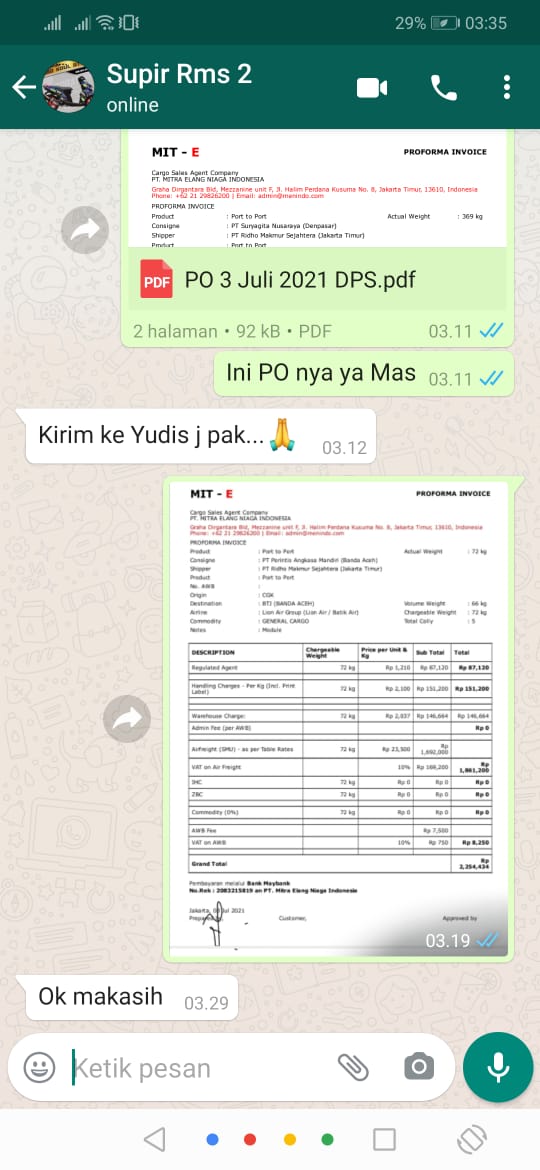 29% 03:35
Supir Rms 2
online
MIT - E PROFORMA INVOICE
Cargo Sales Agent Company
PT. MITRA ELANG NIAGA INDONESIA
Graha Dirgantara Bld, Mezzanine unit F, Jl. Halim Perdana Kusuma No. 8, Jakarta Timur, 13610, Indonesia
Phone: +62 21 29826200 | Email: admin@menindo.com
PROFORMA INVOICE
Product : Port to Port Actual Weight : 369 kg
Consigne : PT Suryagita Nusaraya (Denpasar)
Shipper : PT Ridho Makmur Sejahtera (Jakarta Timur)
Product : Port to Port
PDF PO 3 Juli 2021 DPS.pdf
2 halaman • 92 kB • PDF 03.11
Ini PO nya ya Mas 03.11
Kirim ke Yudis j pak...🙏 03.12
MIT - E PROFORMA INVOICE
Cargo Sales Agent Company
PT. MITRA ELANG NIAGA INDONESIA
Graha Dirgantara Bld, Mezzanine unit F, Jl. Halim Perdana Kusuma No. 8, Jakarta Timur, 13610, Indonesia
Phone: +62 21 29826200 | Email: admin@menindo.com
PROFORMA INVOICE
Product : Port to Port Actual Weight : 72 kg
Consigne : PT Perintis Angkasa Mandiri (Banda Aceh)
Shipper : PT Ridho Makmur Sejahtera (Jakarta Timur)
Product : Port to Port
No. AWB :
Origin : CGK
Destination : BTJ (BANDA ACEH) Volume Weight : 66 kg
Airline : Lion Air Group (Lion Air / Batik Air) Chargeable Weight : 72 kg
Commodity : GENERAL CARGO Total Colly : 5
Notes : Module
DESCRIPTION Chargeable Weight Price per Unit & Kg Sub Total Total
Regulated Agent 72 kg Rp 1,210 Rp 87,120 Rp 87,120
Handling Charges - Per Kg (Incl. Print Label) 72 kg Rp 2,100 Rp 151,200 Rp 151,200
Warehouse Charge: 72 kg Rp 2,037 Rp 146,664 Rp 146,664
Admin Fee (per AWB) Rp 0
Airfreight (SMU) - as per Table Rates 72 kg Rp 23,500 Rp 1,692,000
VAT on Air Freight 10% Rp 169,200 Rp 1,861,200
IHC 72 kg Rp 0 Rp 0 Rp 0
ZBC 72 kg Rp 0 Rp 0 Rp 0
Commodity (0%) 72 kg Rp 0 Rp 0 Rp 0
AWB Fee Rp 7,500
VAT on AWB 10% Rp 750 Rp 8,250
Grand Total Rp 2,254,434
Pembayaran melalui Bank Maybank
No.Rek : 2083215819 an PT. Mitra Elang Niaga Indonesia
Jakarta, Jul 2021
Customer, Approved by
03.19
Ok makasih 03.29
Ketik pesan